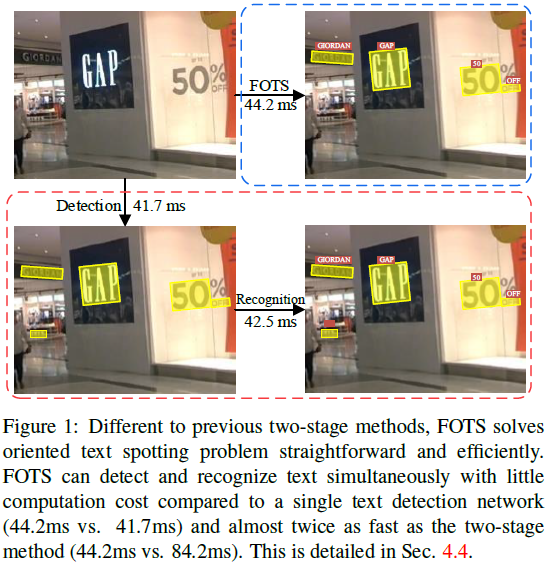 GIORDAN
GAP
50%
OFF
FOTS
44.2 ms
GIORDAN
GAP
50
OFF
GAP
50%
OFF
Detection
41.7 ms
GAP
50%
OFF
Recognition
42.5 ms
GIORDAN
GAP
50
OFF
GAP
50%
OFF
Figure 1: Different to previous two-stage methods, FOTS solves
oriented text spotting problem straightforward and efficiently.
FOTS can detect and recognize text simultaneously with little
computation cost compared to a single text detection network
(44.2ms vs. 41.7ms) and almost twice as fast as the two-stage
method (44.2ms vs. 84.2ms). This is detailed in Sec. 4.4.